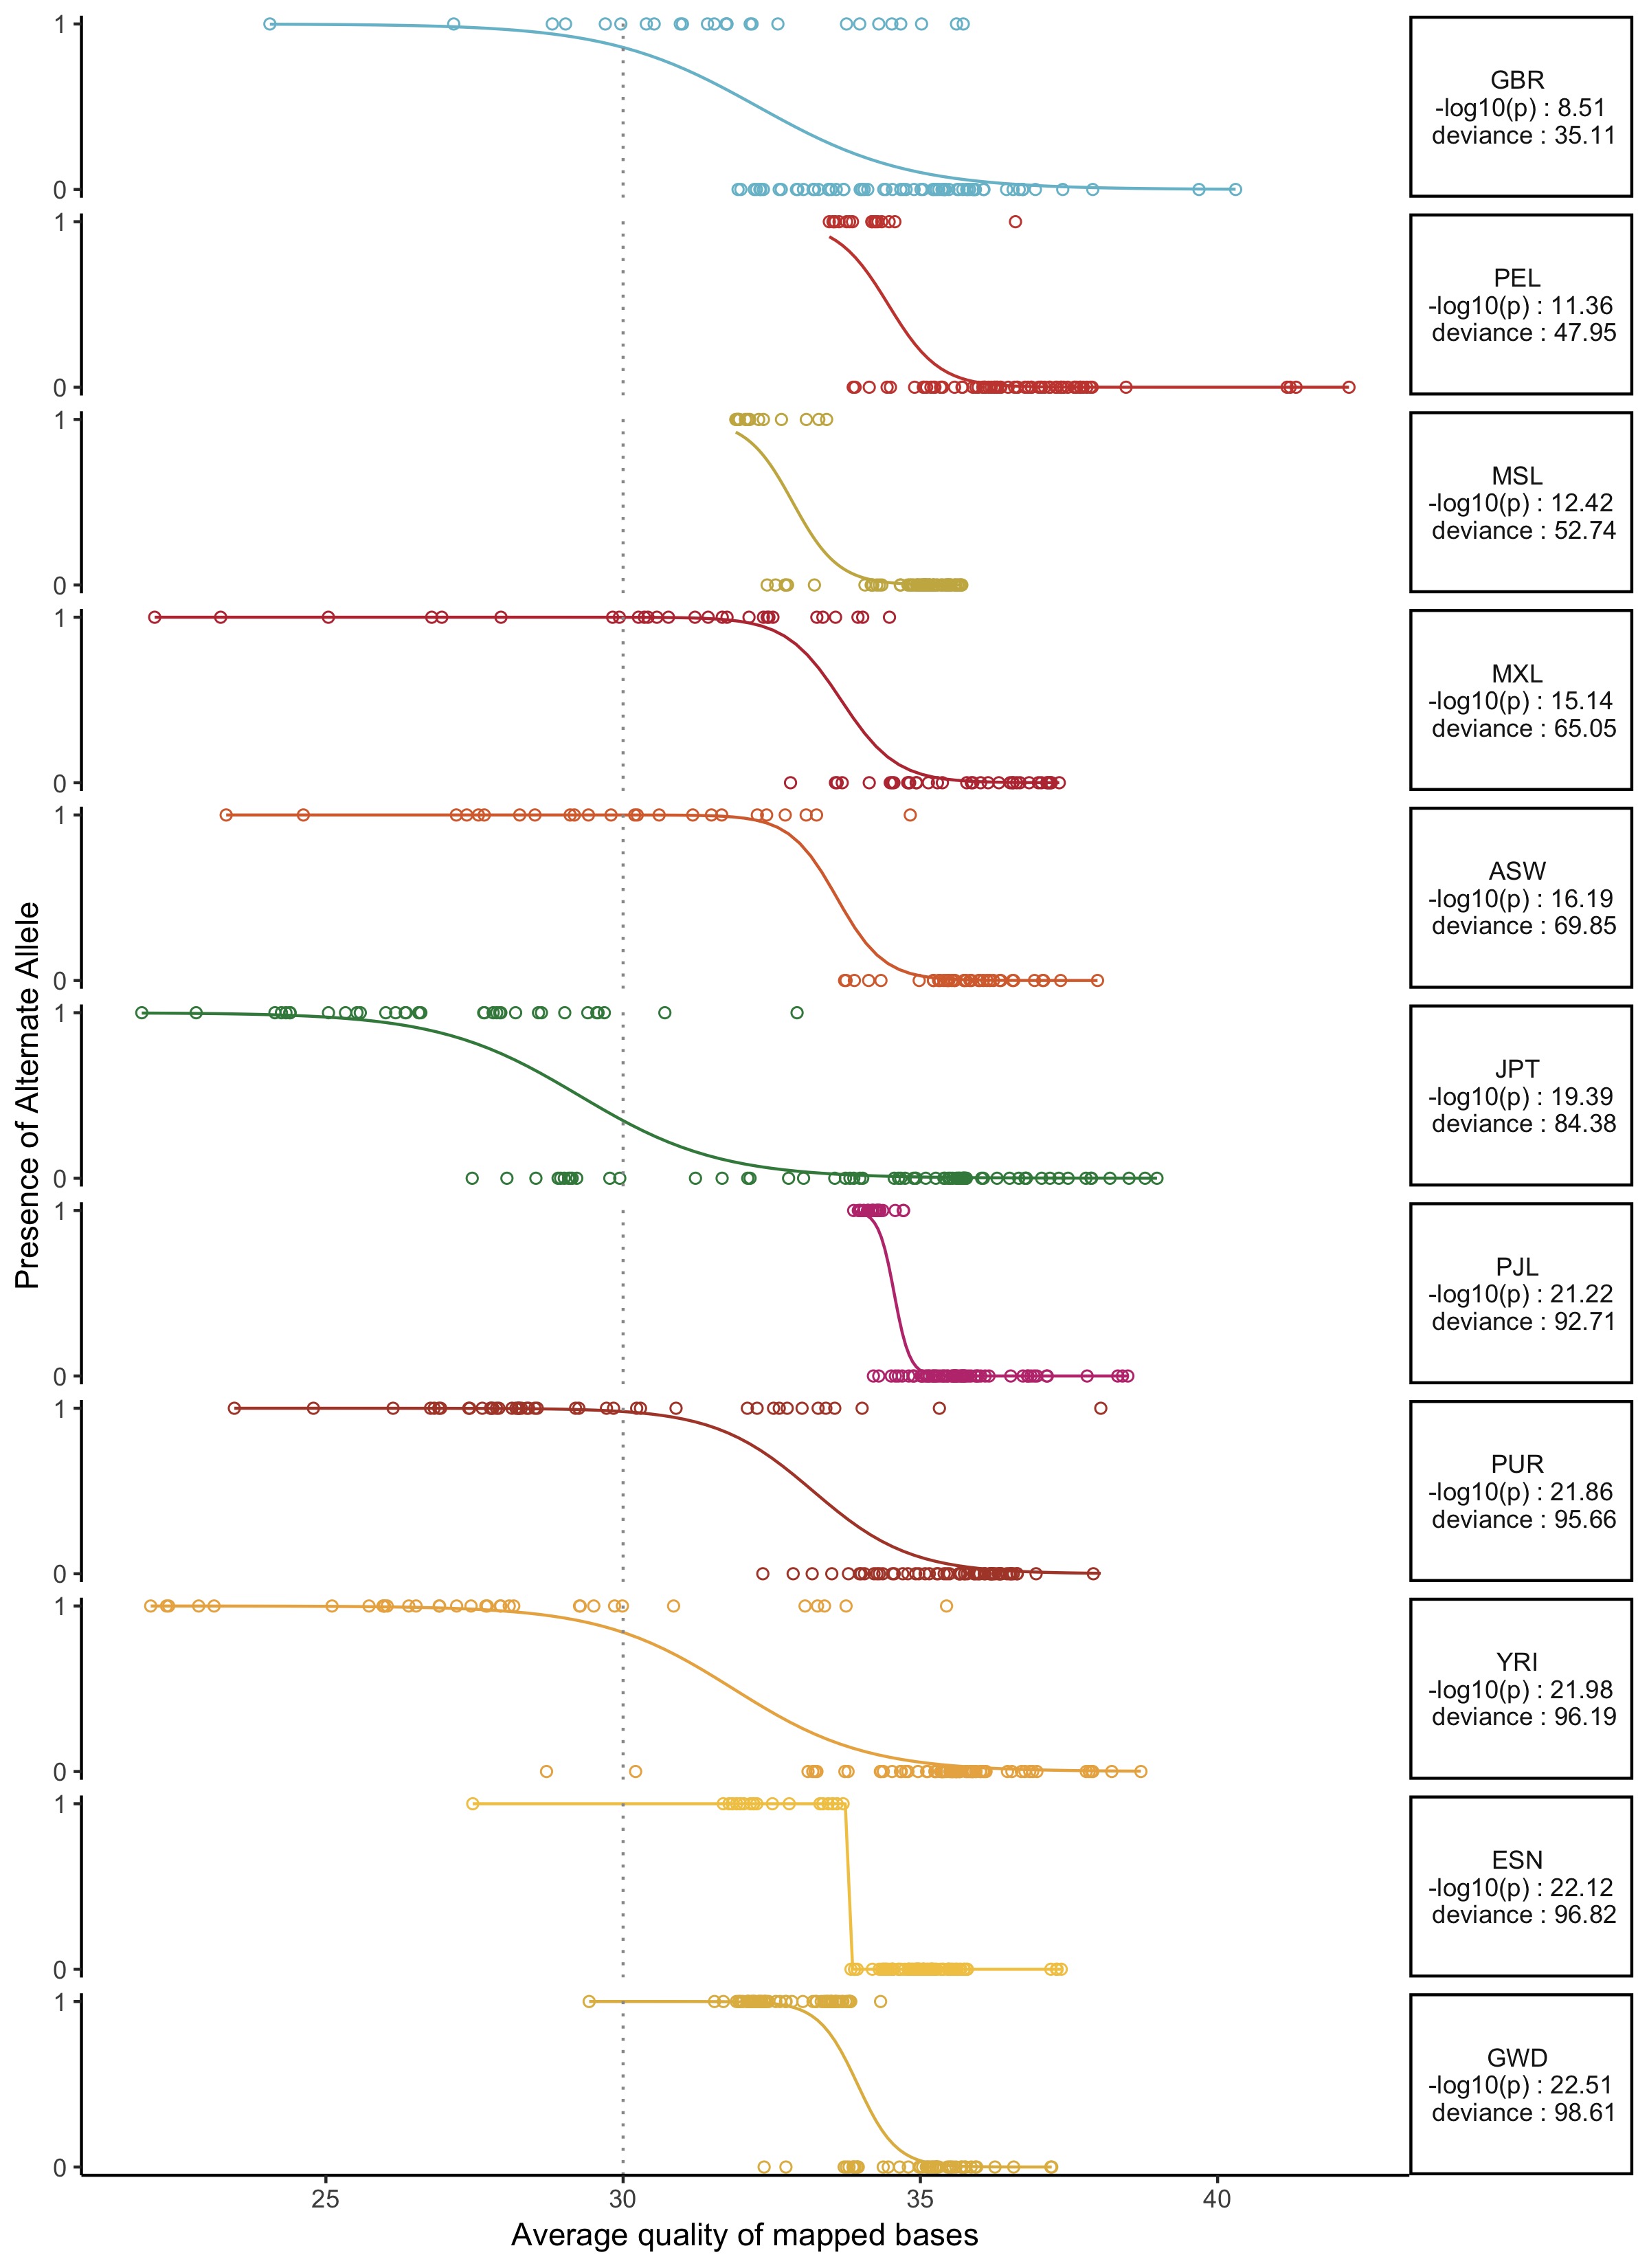 1
0
GBR
-log10(p) : 8.51
deviance : 35.11
1
0
PEL
-log10(p) : 11.36
deviance : 47.95
1
0
MSL
-log10(p) : 12.42
deviance : 52.74
1
0
MXL
-log10(p) : 15.14
deviance : 65.05
1
0
ASW
-log10(p) : 16.19
deviance : 69.85
1
0
JPT
-log10(p) : 19.39
deviance : 84.38
1
0
PJL
-log10(p) : 21.22
deviance : 92.71
1
0
PUR
-log10(p) : 21.86
deviance : 95.66
1
0
YRI
-log10(p) : 21.98
deviance : 96.19
1
0
ESN
-log10(p) : 22.12
deviance : 96.82
1
0
GWD
-log10(p) : 22.51
deviance : 98.61
Presence of Alternate Allele
25 30 35 40
Average quality of mapped bases